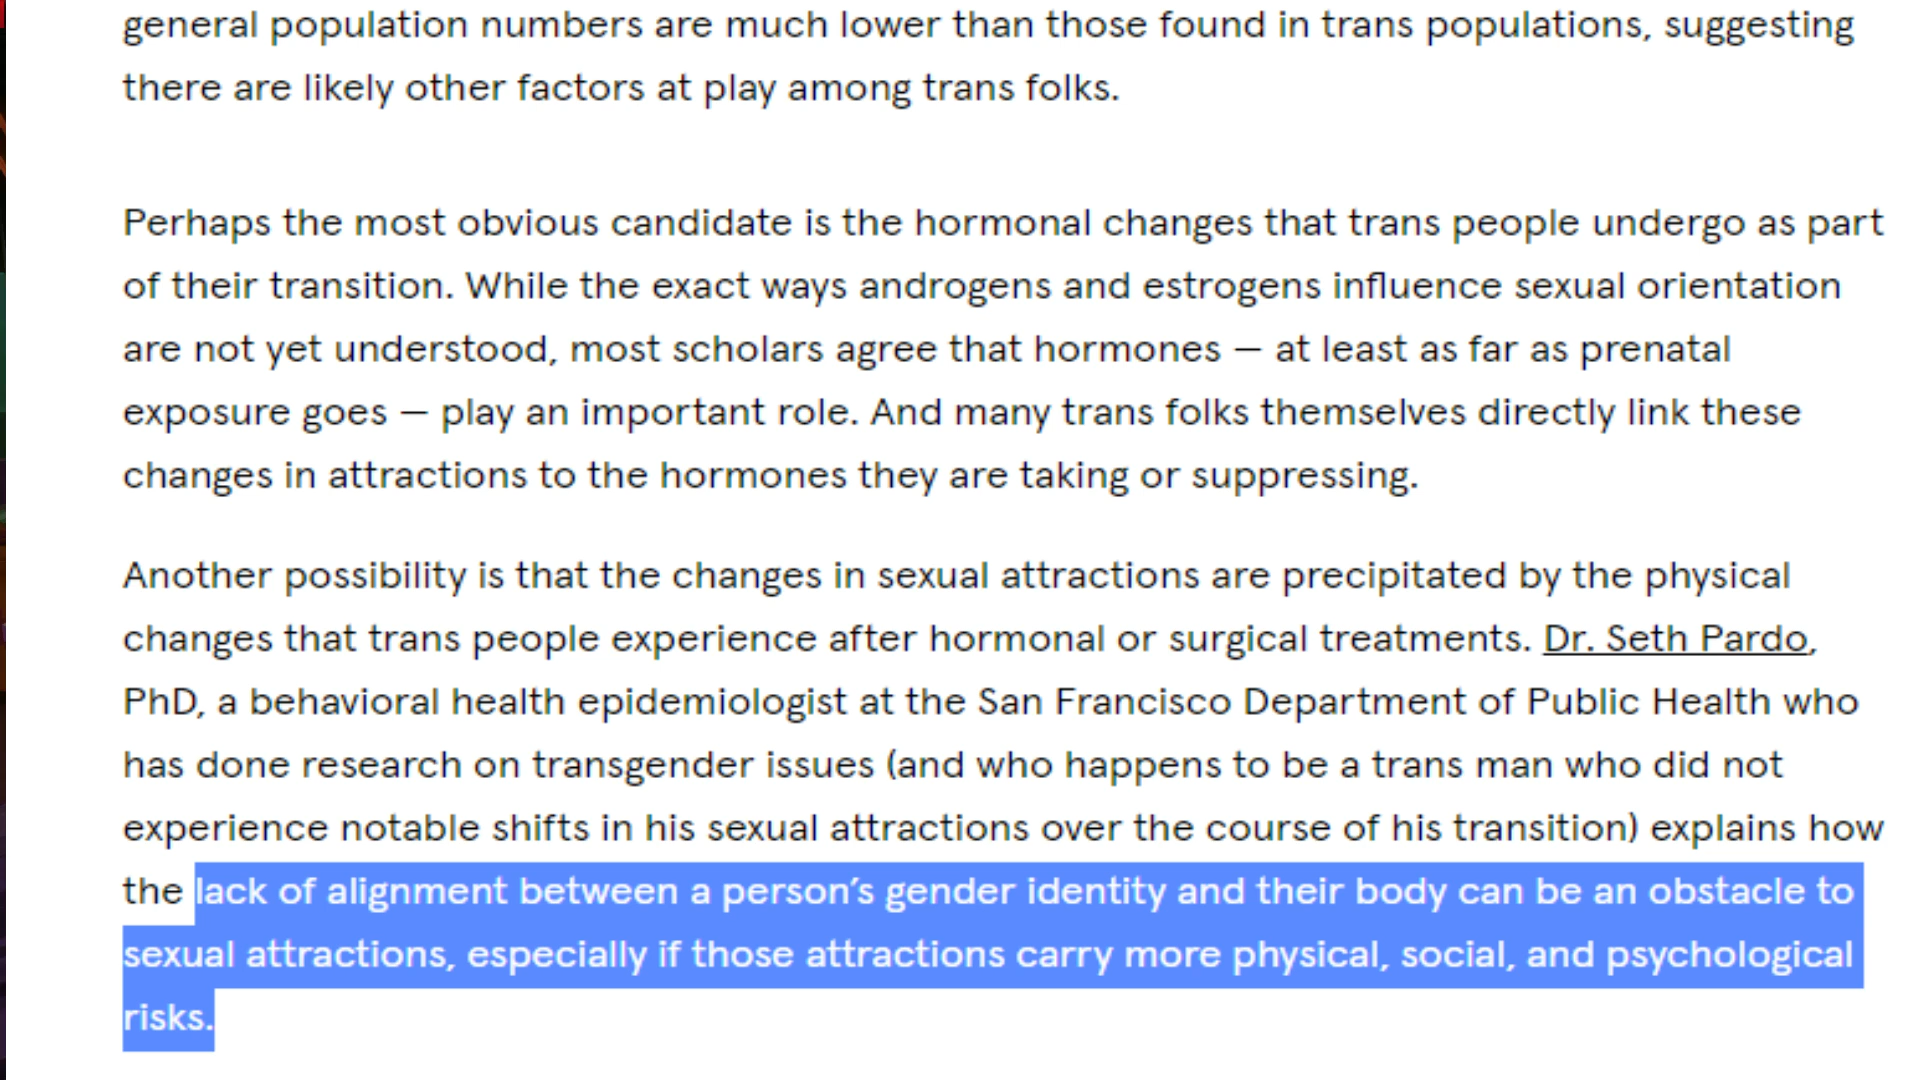 general population numbers are much lower than those found in trans populations, suggesting
there are likely other factors at play among trans folks.
Perhaps the most obvious candidate is the hormonal changes that trans people undergo as part
of their transition. While the exact ways androgens and estrogens influence sexual orientation
are not yet understood, most scholars agree that hormones — at least as far as prenatal
exposure goes — play an important role. And many trans folks themselves directly link these
changes in attractions to the hormones they are taking or suppressing.
Another possibility is that the changes in sexual attractions are precipitated by the physical
changes that trans people experience after hormonal or surgical treatments. Dr. Seth Pardo,
PhD, a behavioral health epidemiologist at the San Francisco Department of Public Health who
has done research on transgender issues (and who happens to be a trans man who did not
experience notable shifts in his sexual attractions over the course of his transition) explains how
the lack of alignment between a person’s gender identity and their body can be an obstacle to
sexual attractions, especially if those attractions carry more physical, social, and psychological
risks.